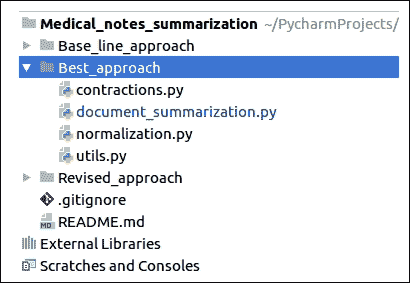 Medical_notes_summarization ~/PycharmProjects/
Base_line_approach
Best_approach
contractions.py
document_summarization.py
normalization.py
utils.py
Revised_approach
.gitignore
MD README.md
External Libraries
Scratches and Consoles